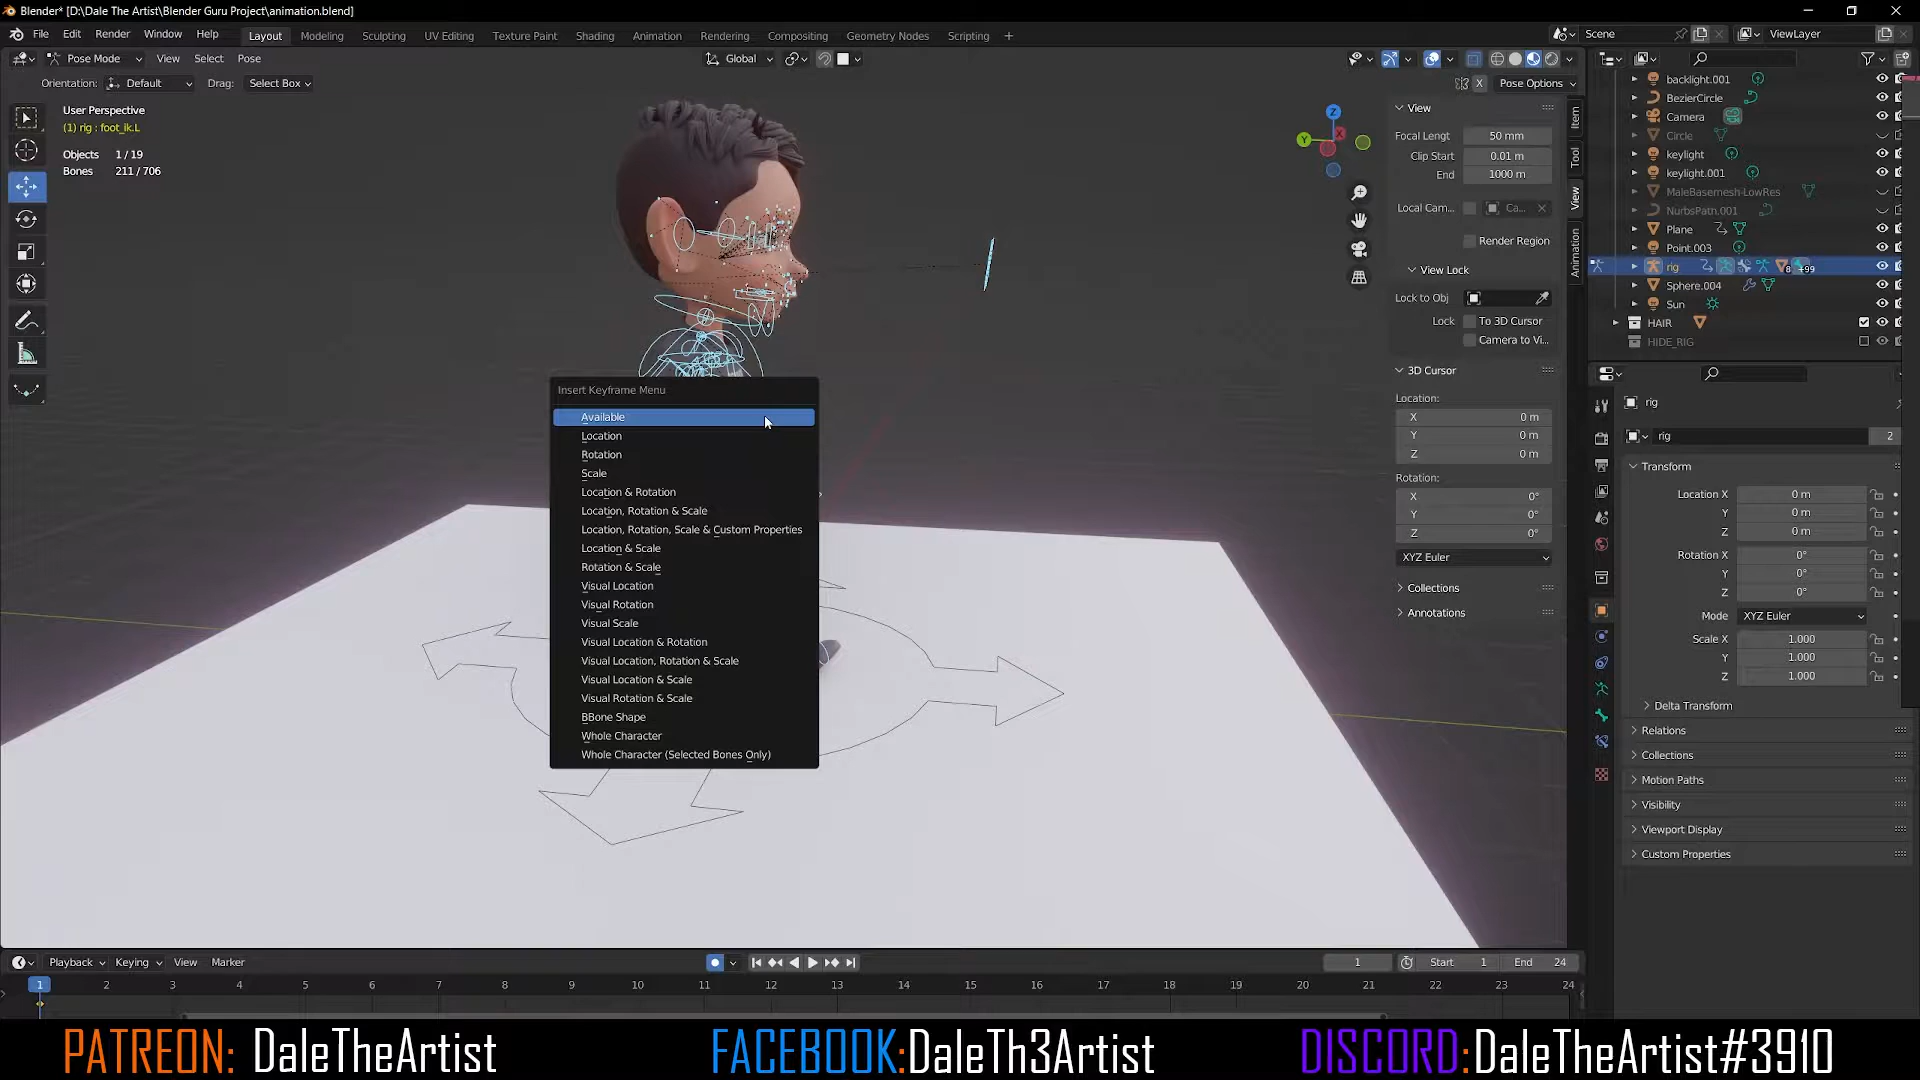 Blender* [D:\Dale The Artist\Blender Guru Project\animation.blend]
File Edit Render Window Help Layout Modeling Sculpting UV Editing Texture Paint Shading Animation Rendering Compositing Geometry Nodes Scripting + Scene ViewLayer
Pose Mode View Select Pose Global
Orientation: Default Drag: Select Box X Pose Options
User Perspective
(1) rig : foot_ik.L
Objects 1 / 19
Bones 211 / 706
Z
Y
X
View
Focal Lengt 50 mm
Clip Start 0.01 m
End 1000 m
Local Cam... Ca...
Render Region
View Lock
Lock to Obj
Lock To 3D Cursor
Camera to Vi...
3D Cursor
Location:
X 0 m
Y 0 m
Z 0 m
Rotation:
X 0°
Y 0°
Z 0°
XYZ Euler
Collections
Annotations
Item
Tool
View
Animation
backlight.001
BezierCircle
Camera
Circle
keylight
keylight.001
MaleBasemesh-LowRes
NurbsPath.001
Plane
Point.003
rig 8 +99
Sphere.004
Sun
HAIR
HIDE_RIG
rig
rig 2
Transform
Location X 0 m
Y 0 m
Z 0 m
Rotation X 0°
Y 0°
Z 0°
Mode XYZ Euler
Scale X 1.000
Y 1.000
Z 1.000
Delta Transform
Relations
Collections
Motion Paths
Visibility
Viewport Display
Custom Properties
Insert Keyframe Menu
Available
Location
Rotation
Scale
Location & Rotation
Location, Rotation & Scale
Location, Rotation, Scale & Custom Properties
Location & Scale
Rotation & Scale
Visual Location
Visual Rotation
Visual Scale
Visual Location & Rotation
Visual Location, Rotation & Scale
Visual Location & Scale
Visual Rotation & Scale
BBone Shape
Whole Character
Whole Character (Selected Bones Only)
Playback Keying View Marker 1 Start 1 End 24
1 2 3 4 5 6 7 8 9 10 11 12 13 14 15 16 17 18 19 20 21 22 23 24
PATREON: DaleTheArtist FACEBOOK:DaleTh3Artist DISCORD:DaleTheArtist#3910